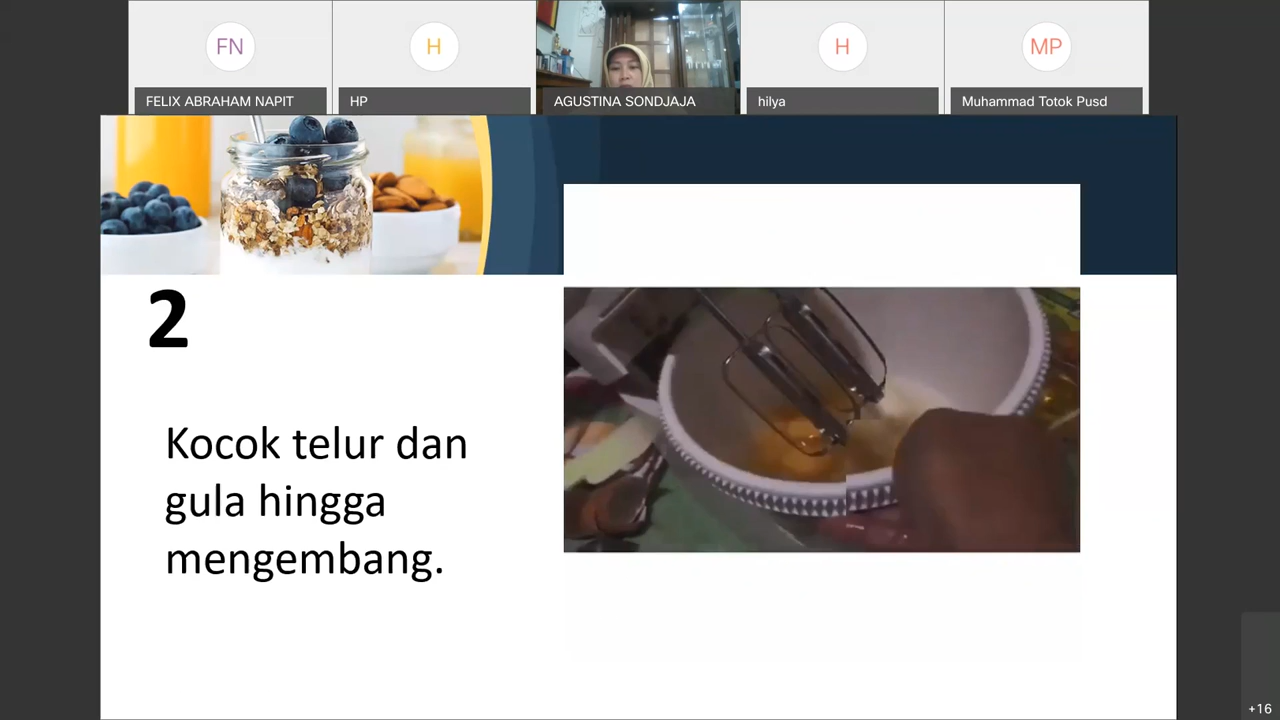 FN
H
H
MP
FELIX ABRAHAM NAPIT
HP
AGUSTINA SONDJAJA
hilya
Muhammad Totok Pusd
2
Kocok telur dan
gula hingga
mengembang.
+16